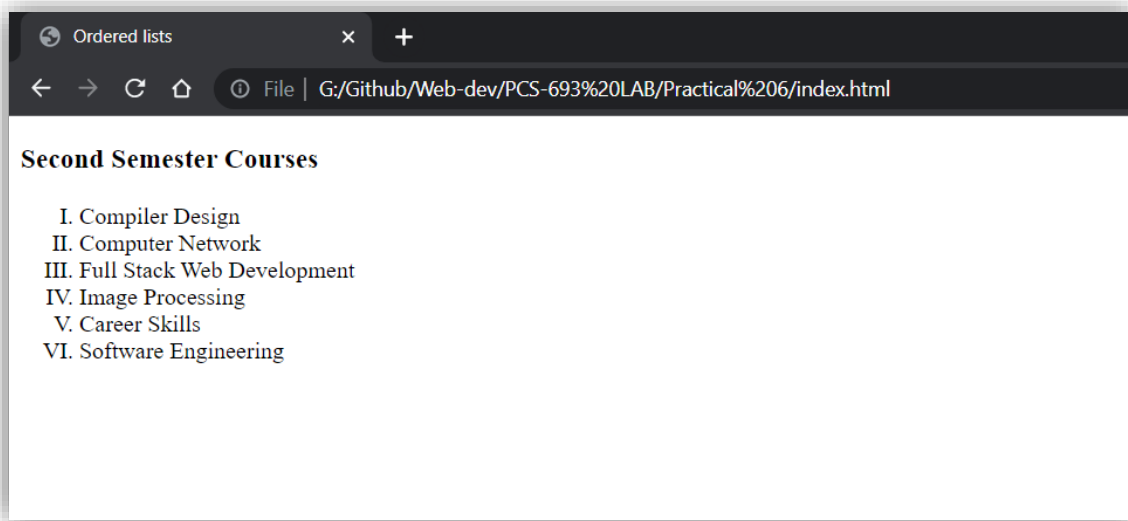 Ordered lists
File | G:/Github/Web-dev/PCS-693%20LAB/Practical%206/index.html
Second Semester Courses
I. Compiler Design
II. Computer Network
III. Full Stack Web Development
IV. Image Processing
V. Career Skills
VI. Software Engineering